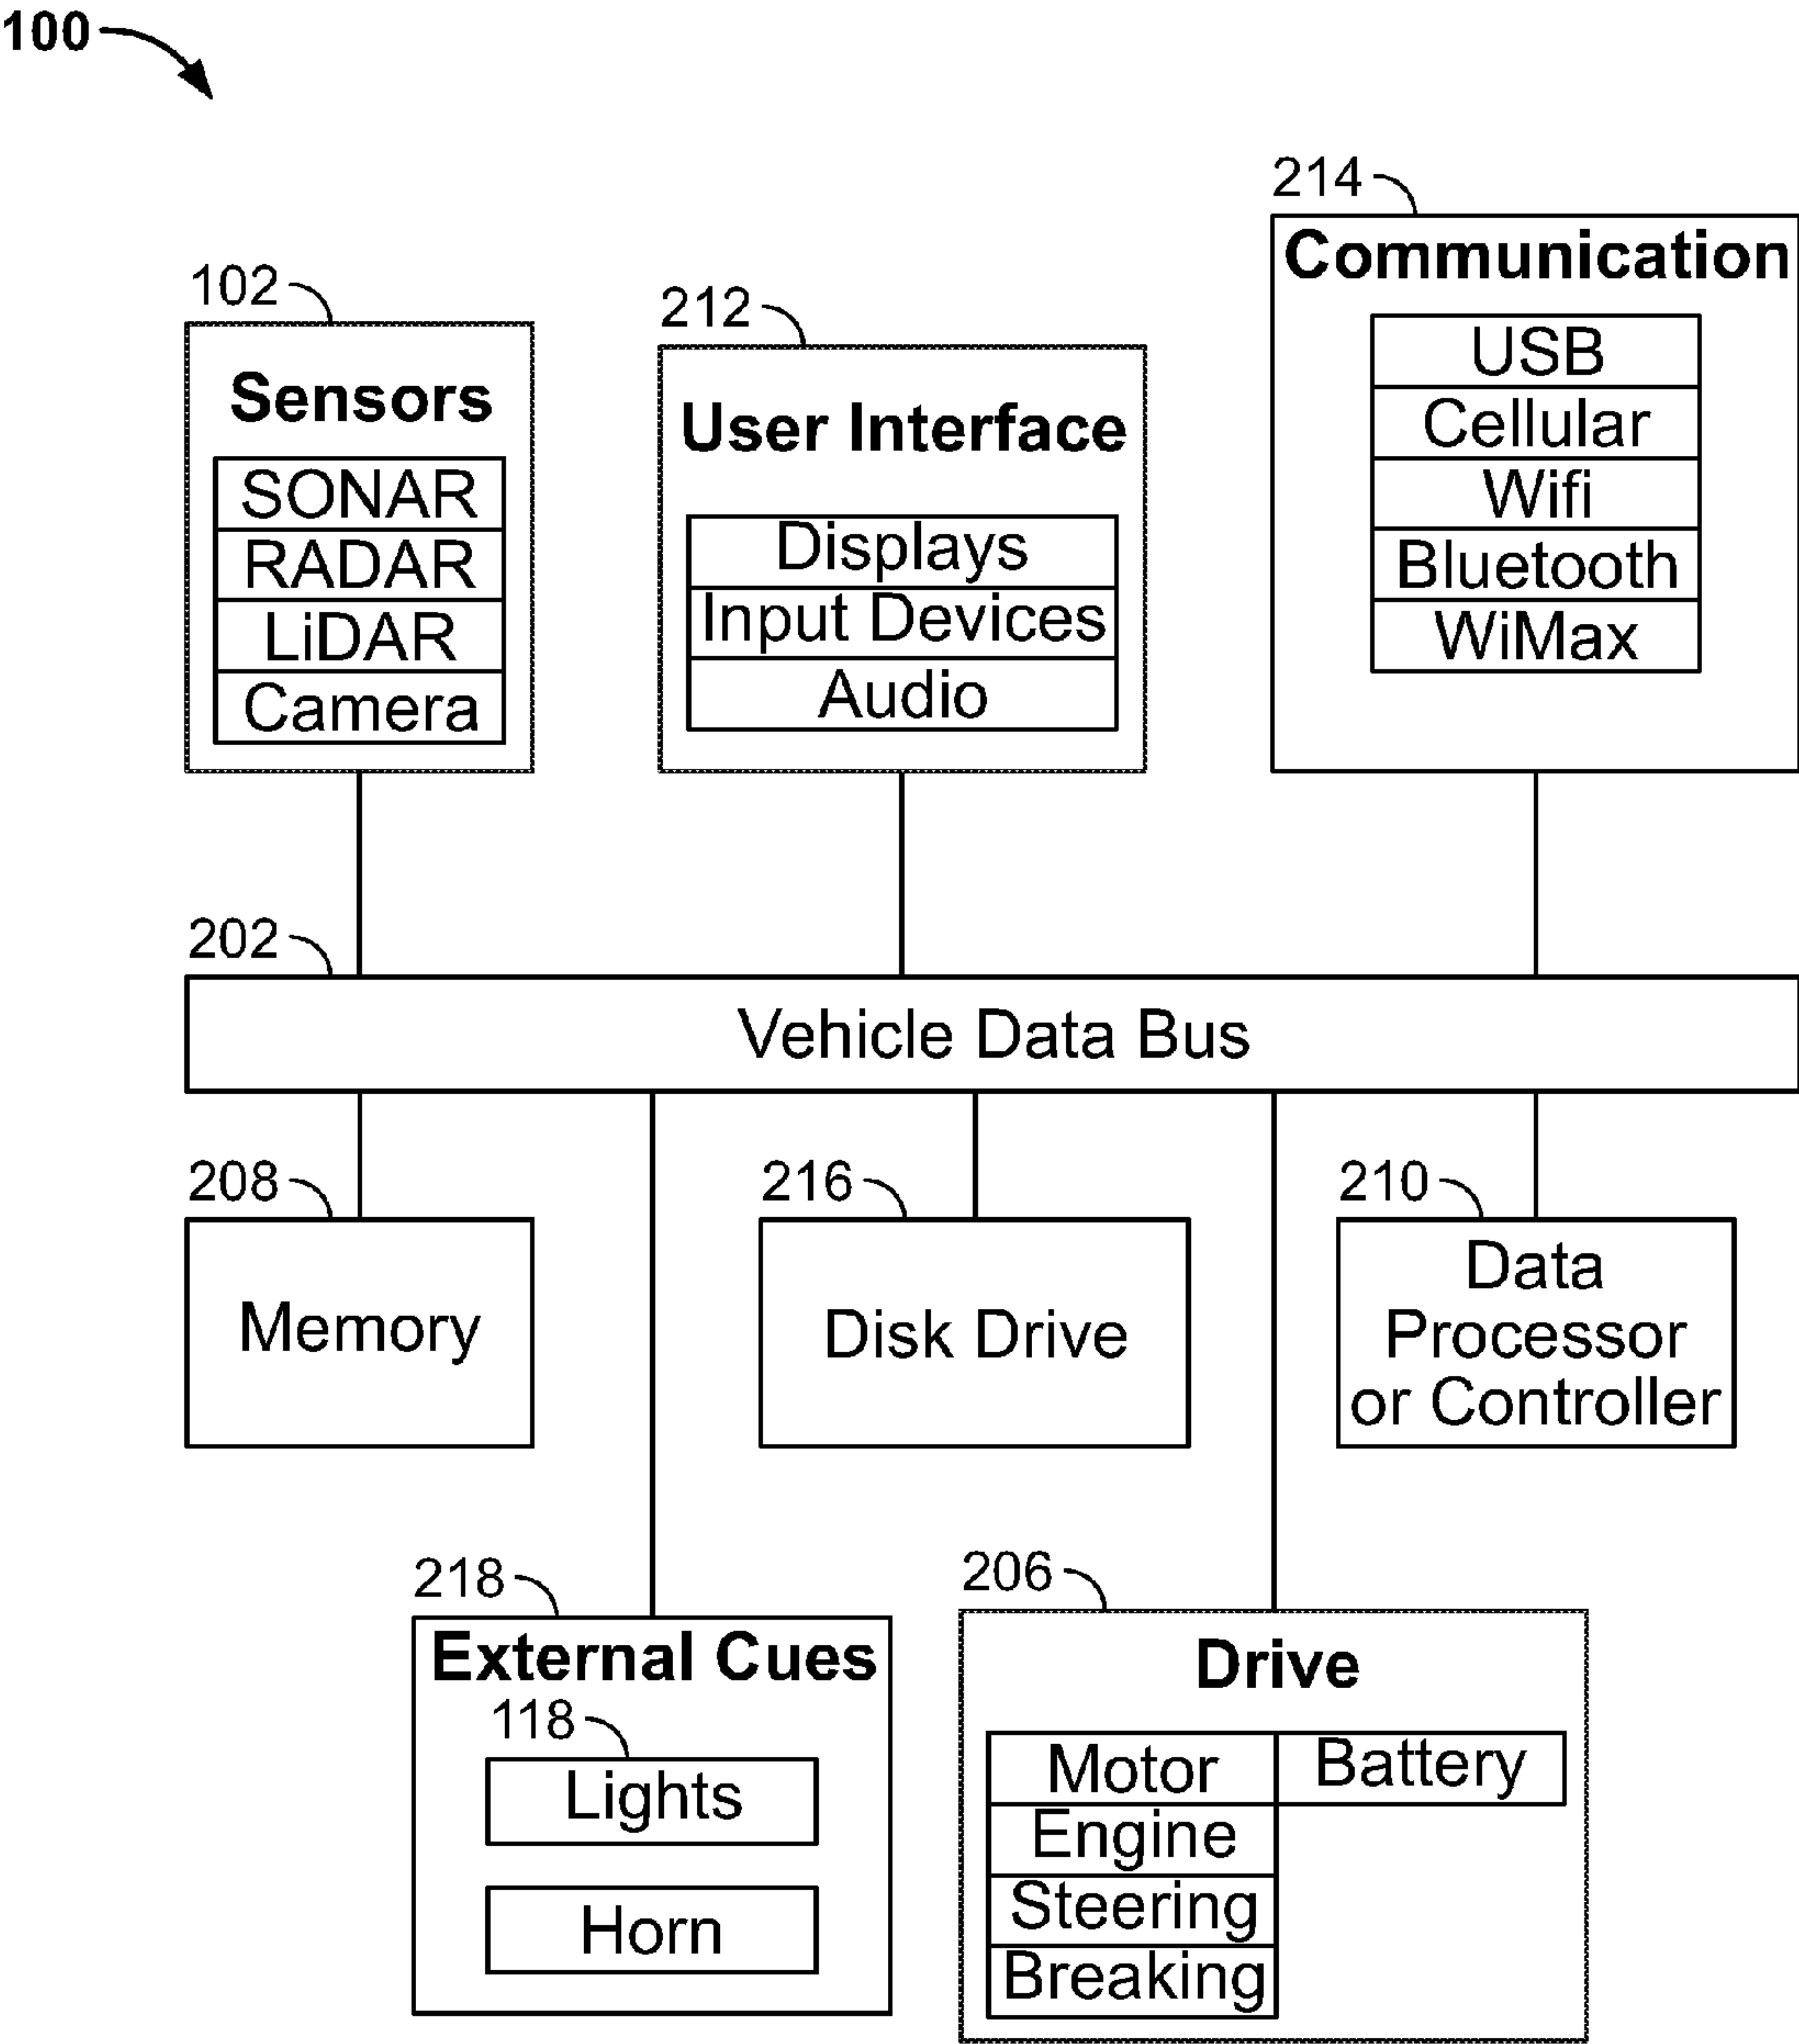 100
102
Sensors
SONAR
RADAR
LiDAR
Camera
212
User Interface
Displays
Input Devices
Audio
214
Communication
USB
Cellular
Wifi
Bluetooth
WiMax
202
Vehicle Data Bus
208
Memory
216
Disk Drive
210
Data
Processor
or Controller
218
External Cues
118
Lights
Horn
206
Drive
Motor
Battery
Engine
Steering
Breaking